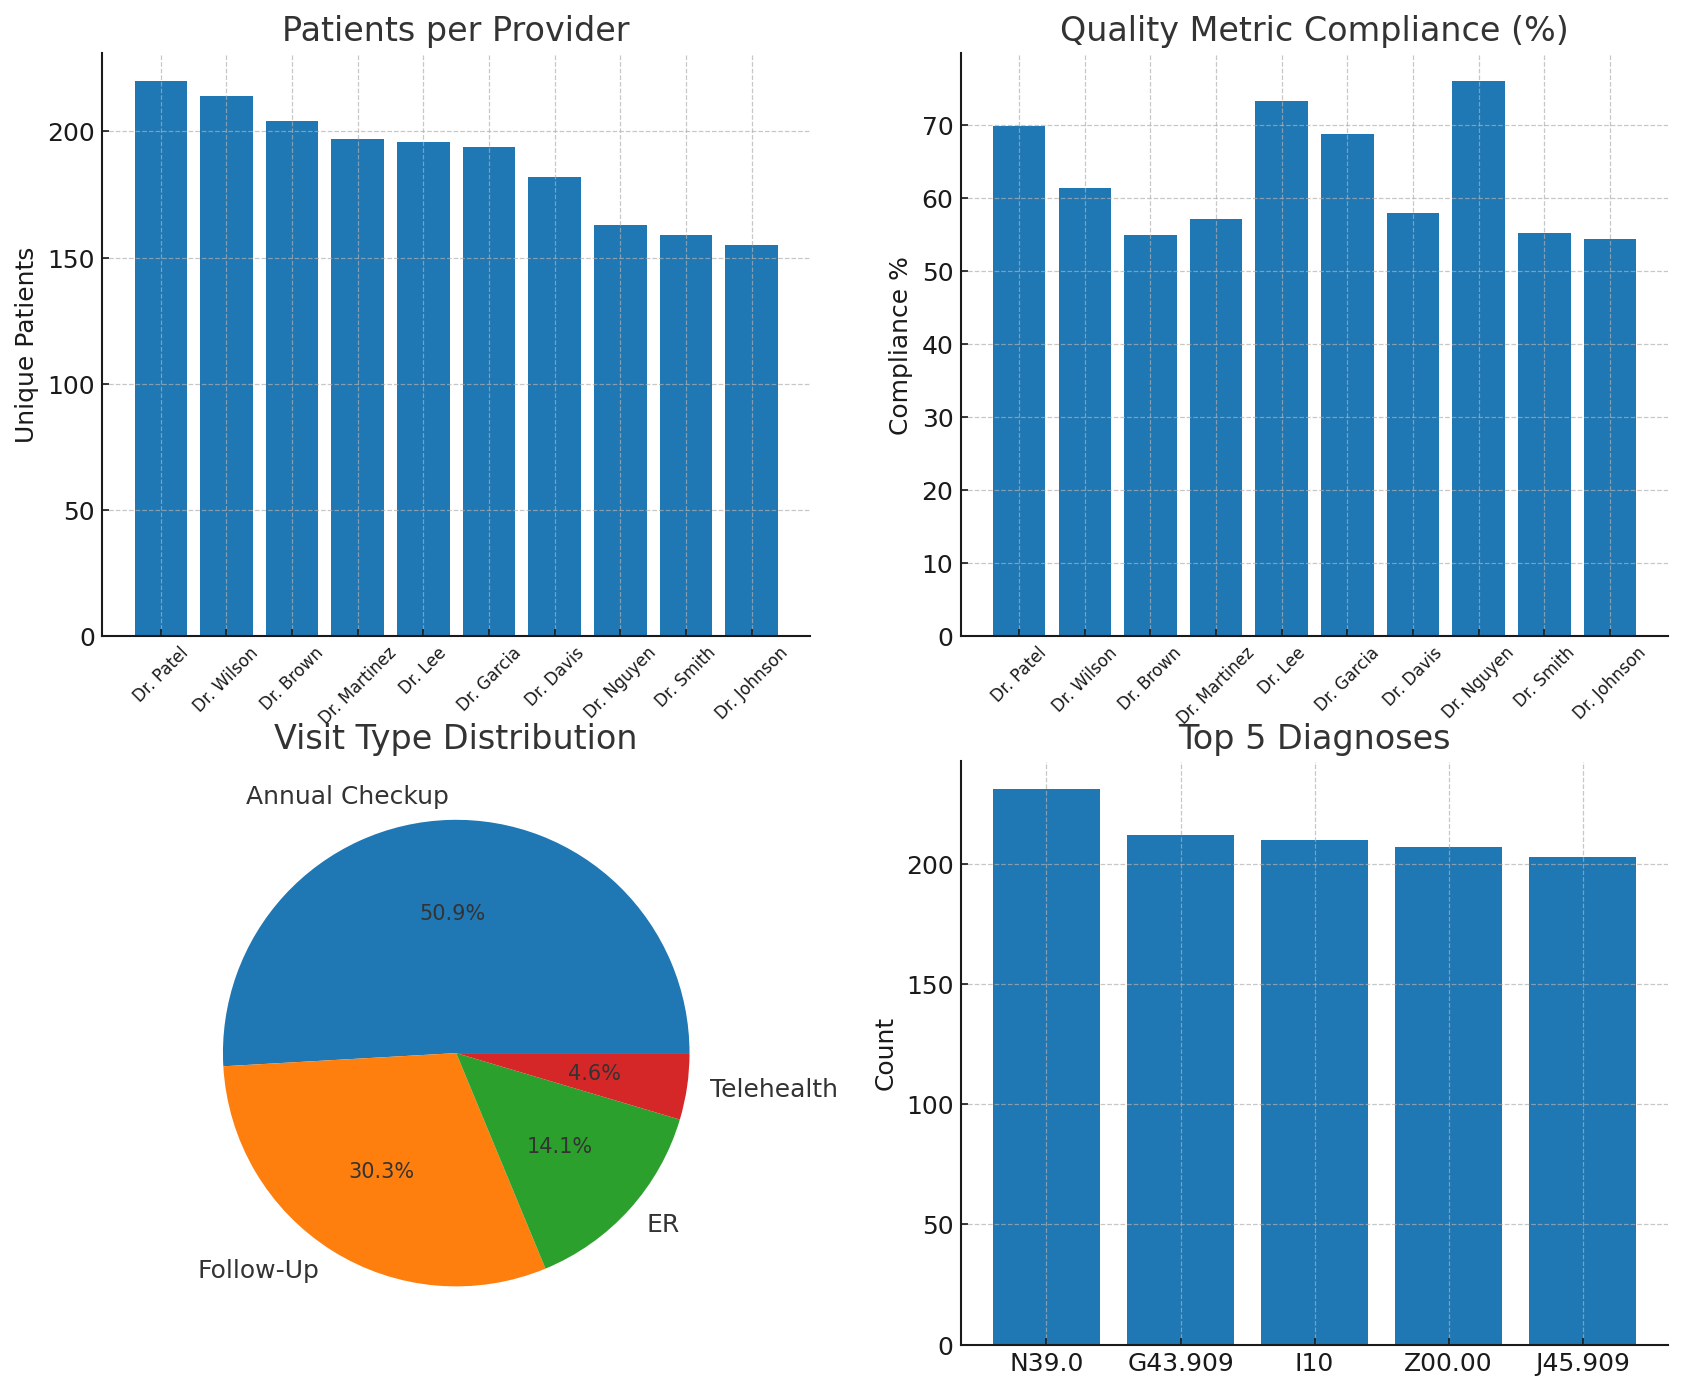 Patients per Provider
Unique Patients
200
150
100
50
0
Dr. Patel
Dr. Wilson
Dr. Brown
Dr. Martinez
Dr. Lee
Dr. Garcia
Dr. Davis
Dr. Nguyen
Dr. Smith
Dr. Johnson
Quality Metric Compliance (%)
Compliance %
70
60
50
40
30
20
10
0
Dr. Patel
Dr. Wilson
Dr. Brown
Dr. Martinez
Dr. Lee
Dr. Garcia
Dr. Davis
Dr. Nguyen
Dr. Smith
Dr. Johnson
Visit Type Distribution
Annual Checkup
50.9%
4.6%
Telehealth
14.1%
30.3%
ER
Follow-Up
Top 5 Diagnoses
Count
200
150
100
50
0
N39.0
G43.909
I10
Z00.00
J45.909